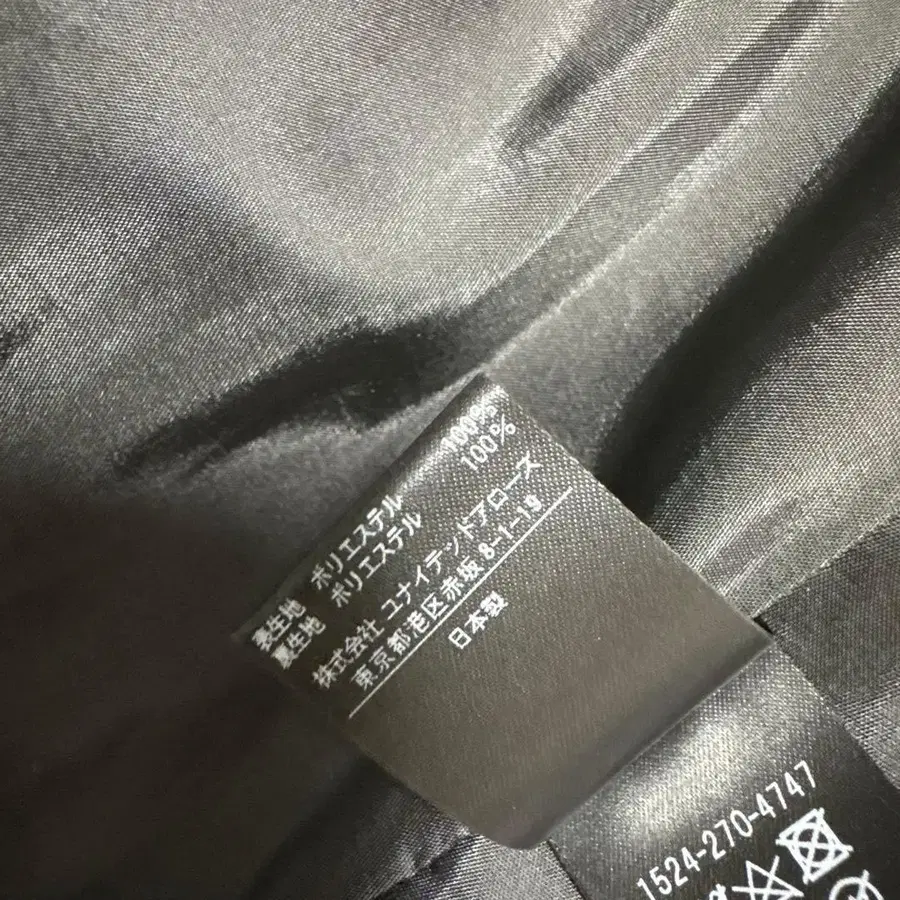 表生地 ポリエステル 100%
裏生地 ポリエステル 100%
株式会社 ユナイテッドアローズ
東京都港区赤坂 8-1-19
日本製
1524-270-4747